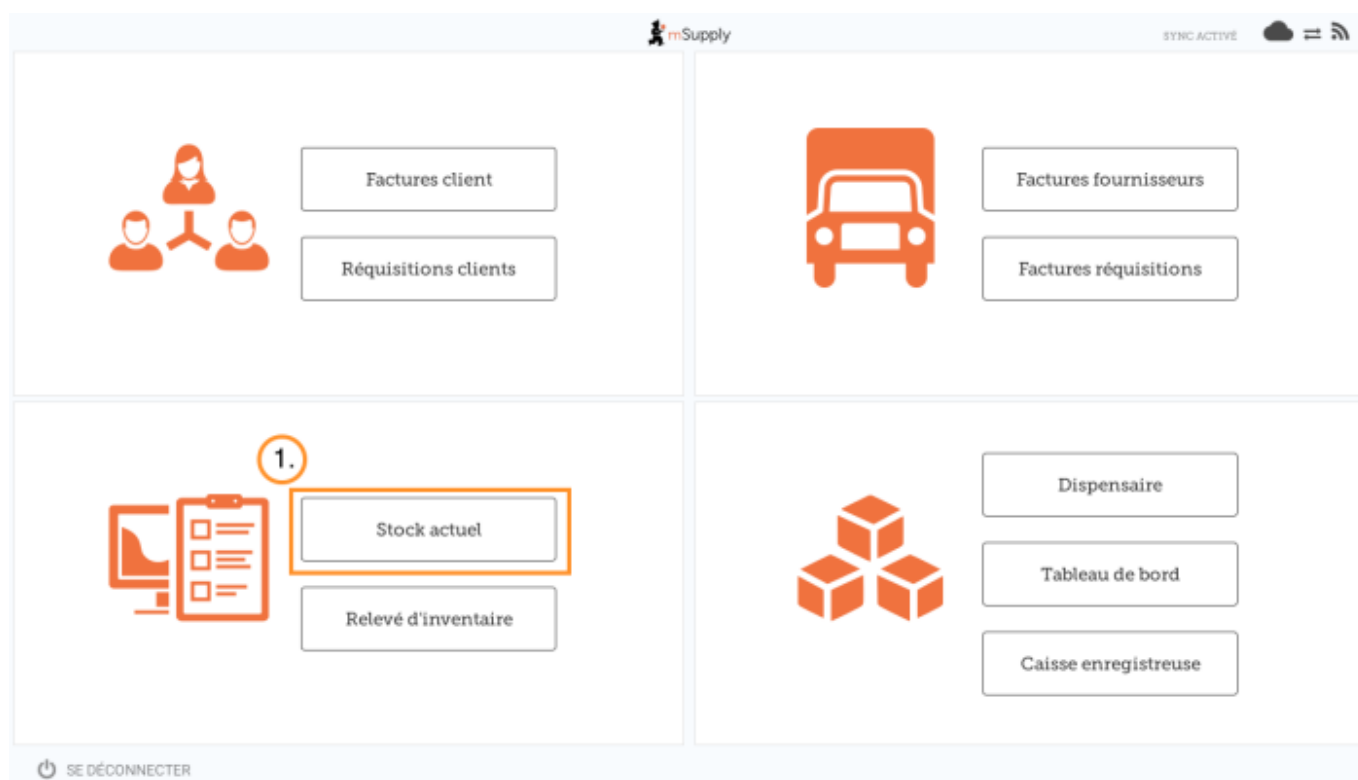 mSupply
SYNC ACTIVÉ
Factures client
Réquisitions clients
Factures fournisseurs
Factures réquisitions
1.
Stock actuel
Relevé d'inventaire
Dispensaire
Tableau de bord
Caisse enregistreuse
SE DÉCONNECTER